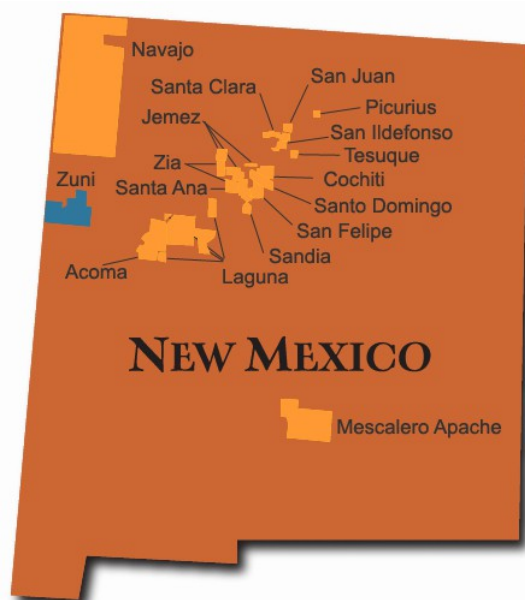 Navajo
San Juan
Santa Clara
Picurius
Jemez
San Ildefonso
Tesuque
Zia
Cochiti
Zuni
Santa Ana
Santo Domingo
San Felipe
Sandia
Acoma
Laguna
NEW MEXICO
Mescalero Apache